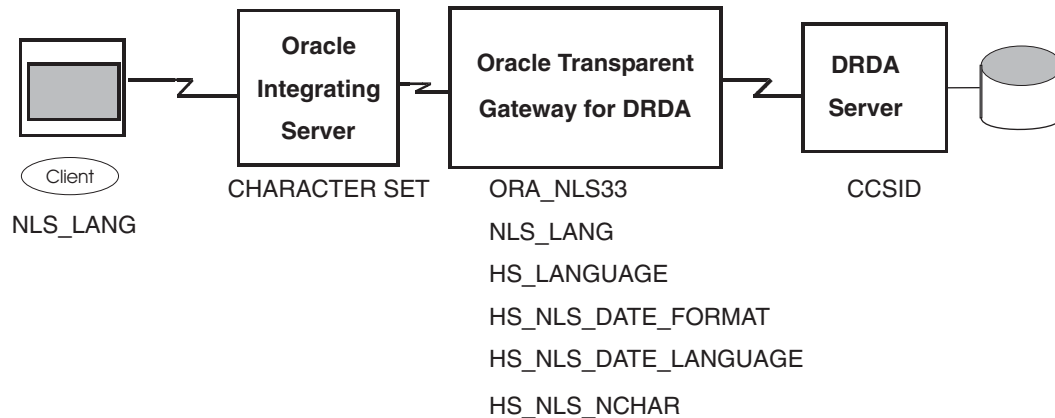 Oracle
Integrating
Server
Oracle Transparent
Gateway for DRDA
DRDA
Server
Client
NLS_LANG
CHARACTER SET
ORA_NLS33
NLS_LANG
HS_LANGUAGE
HS_NLS_DATE_FORMAT
HS_NLS_DATE_LANGUAGE
HS_NLS_NCHAR
CCSID